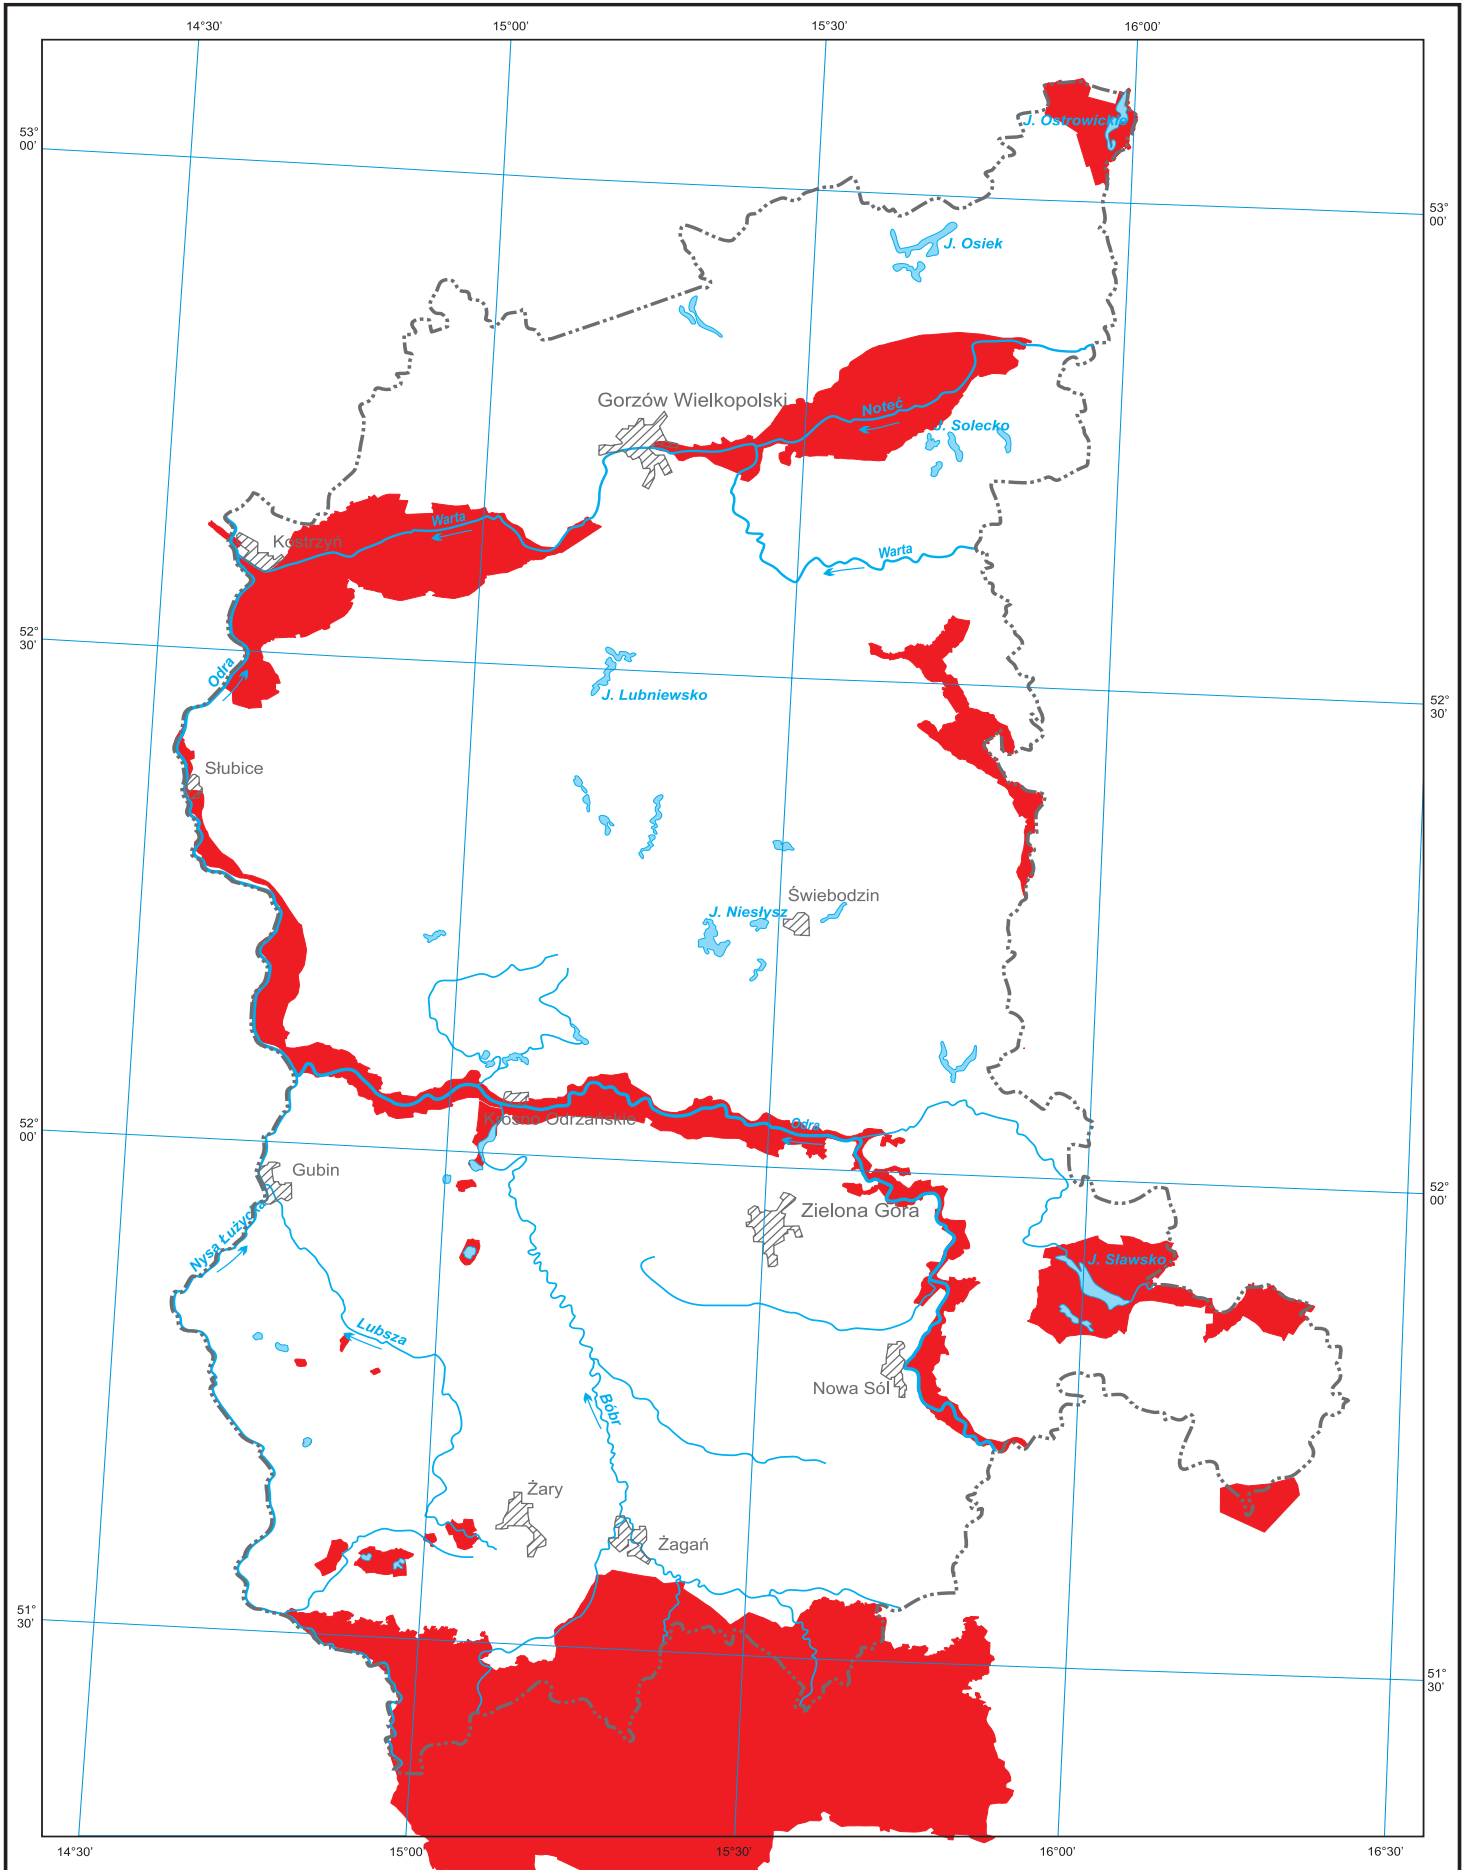 14°30'
15°00'
15°30'
16°00'
53°
00'
J. Ostrowickie
53°
00'
J. Osiek
Gorzów Wielkopolski
Noteć
J. Solecko
Warta
Kostrzyń
Warta
52°
30'
Odra
J. Lubniewsko
52°
30'
Słubice
Świebodzin
J. Niesłysz
Krosno Odrzańskie
Odra
52°
00'
Gubin
52°
00'
Zielona Góra
Nysa Łużycka
J. Sławsko
Lubsza
Nowa Sól
Bóbr
Żary
Żagań
51°
30'
51°
30'
14°30'
15°00'
15°30'
16°00'
16°30'